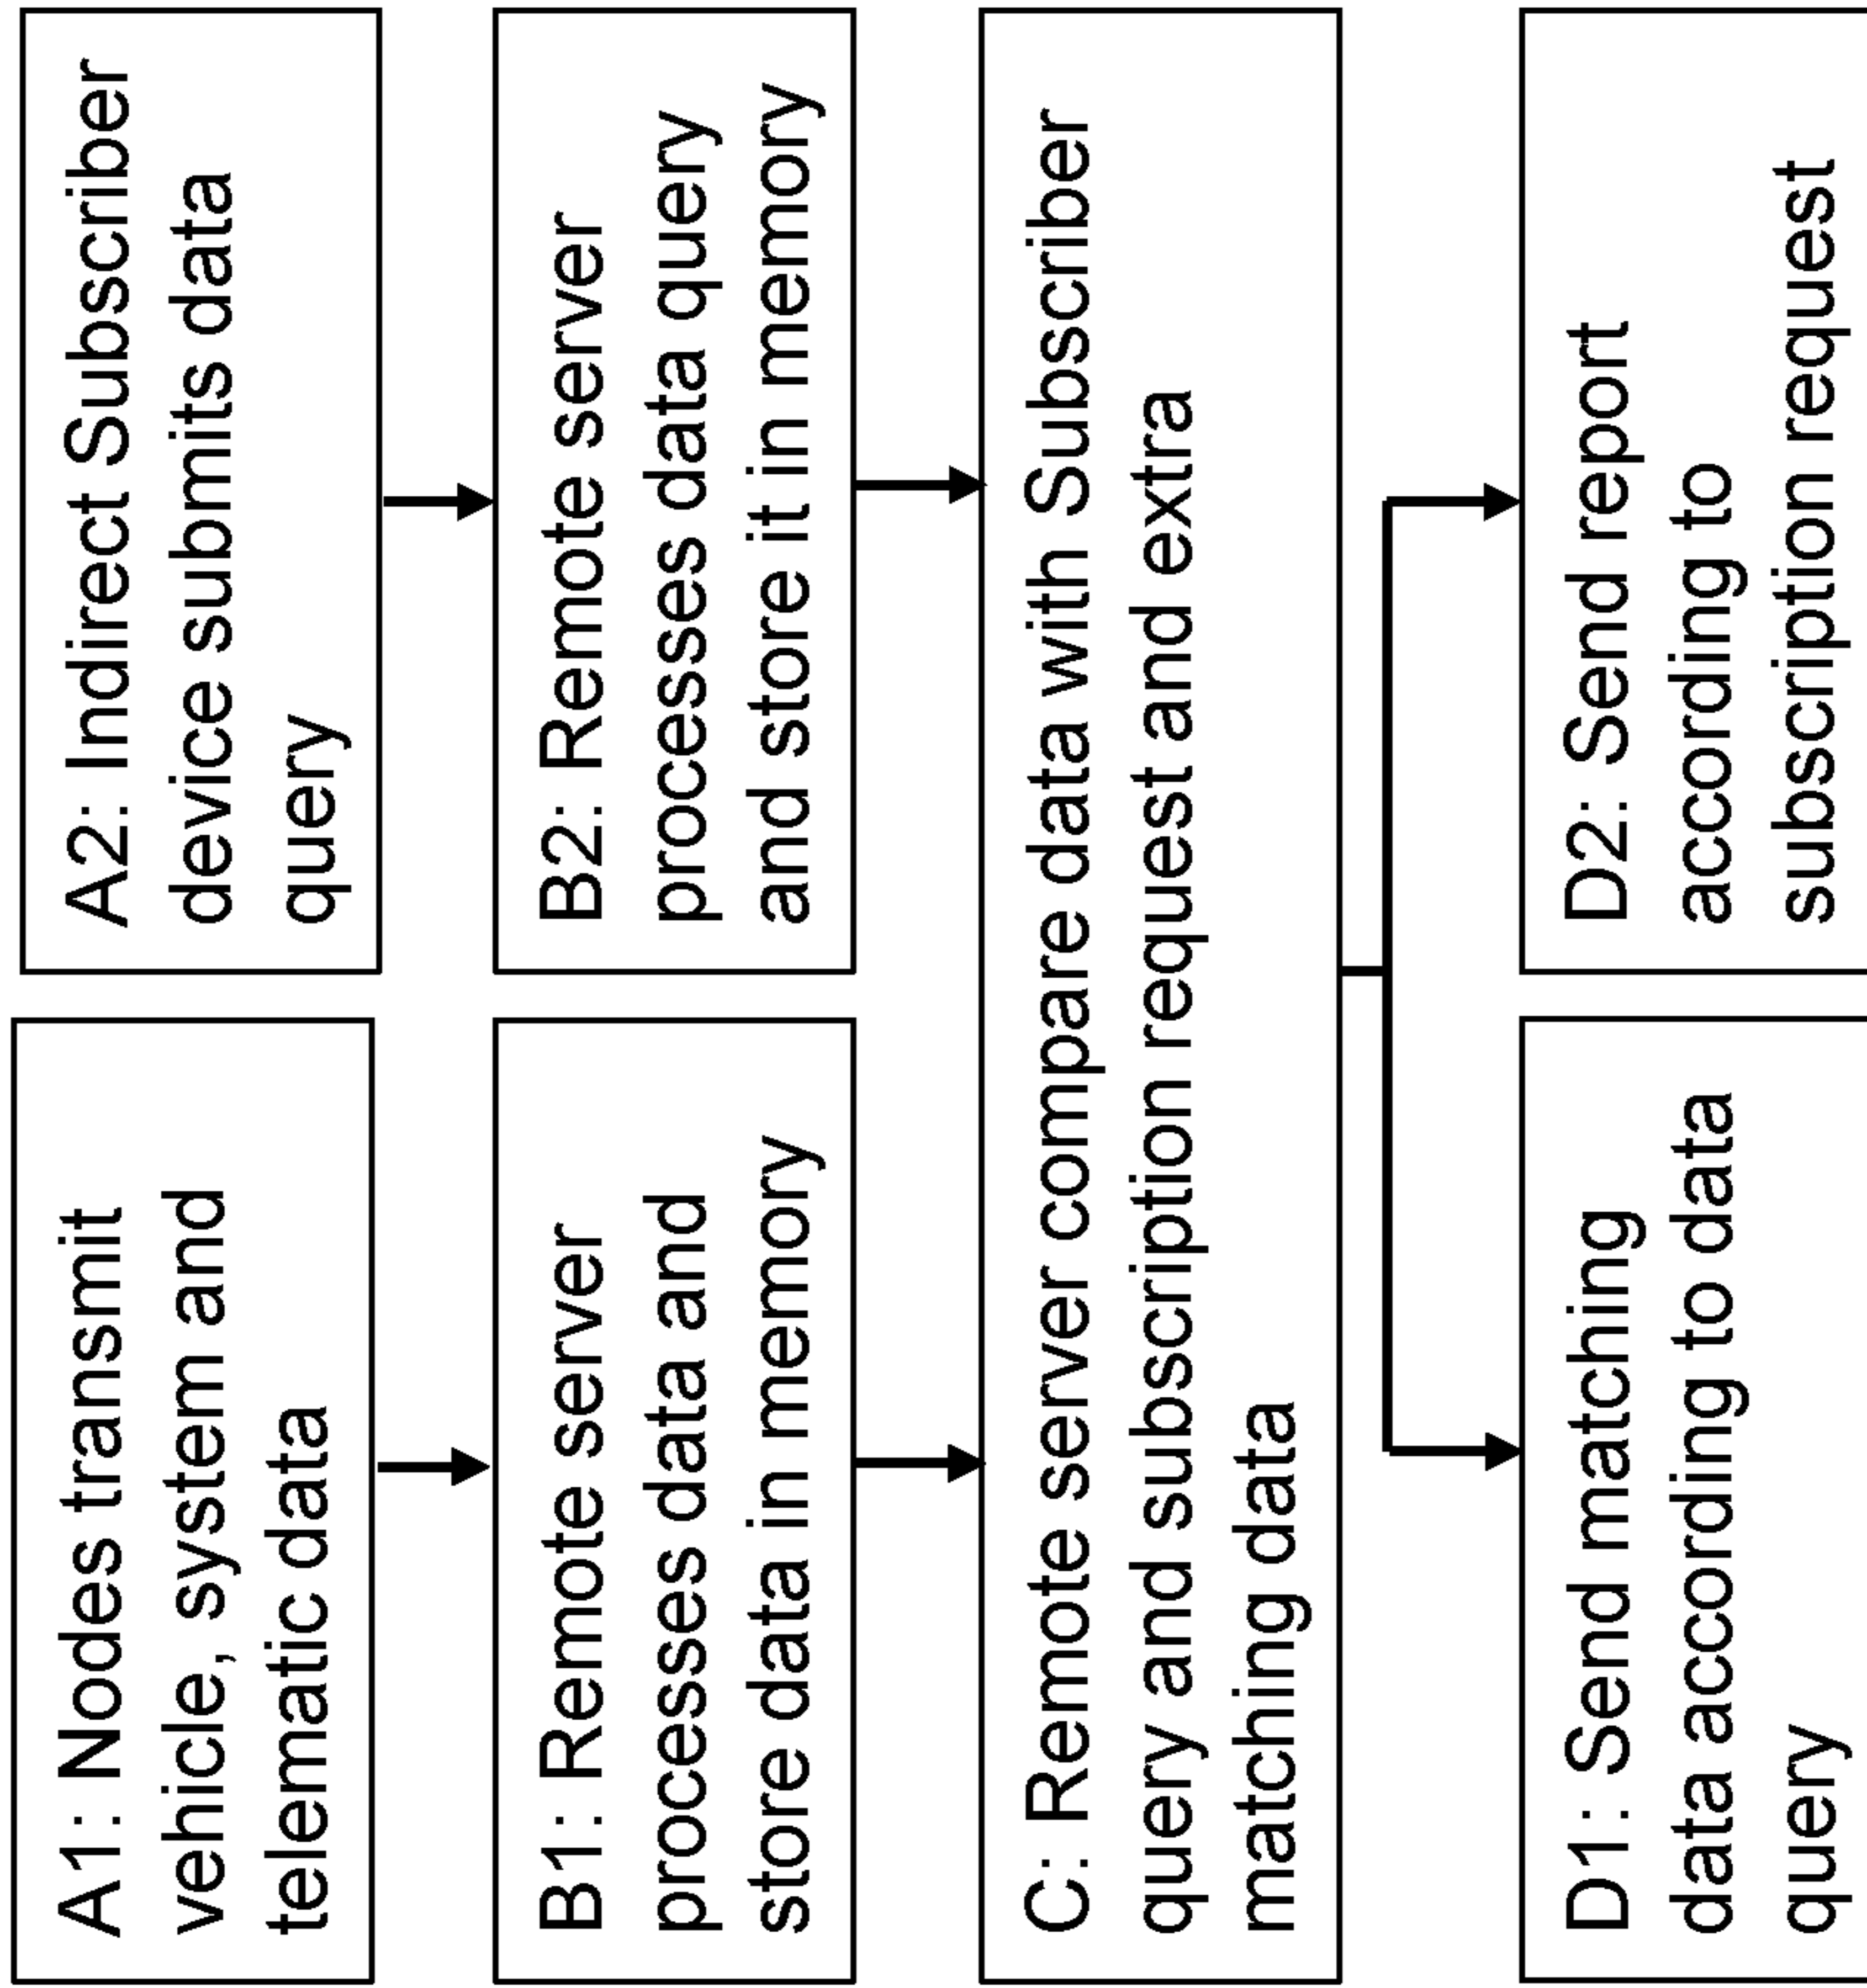 A1: Nodes transmit
vehicle, system and
telematic data
A2: Indirect Subscriber
device submits data
query
B1: Remote server
processes data and
store data in memory
B2: Remote server
processes data query
and store it in memory
C: Remote server compare data with Subscriber
query and subscription request and extra
matching data
D1: Send matching
data according to data
query
D2: Send report
according to
subscription request